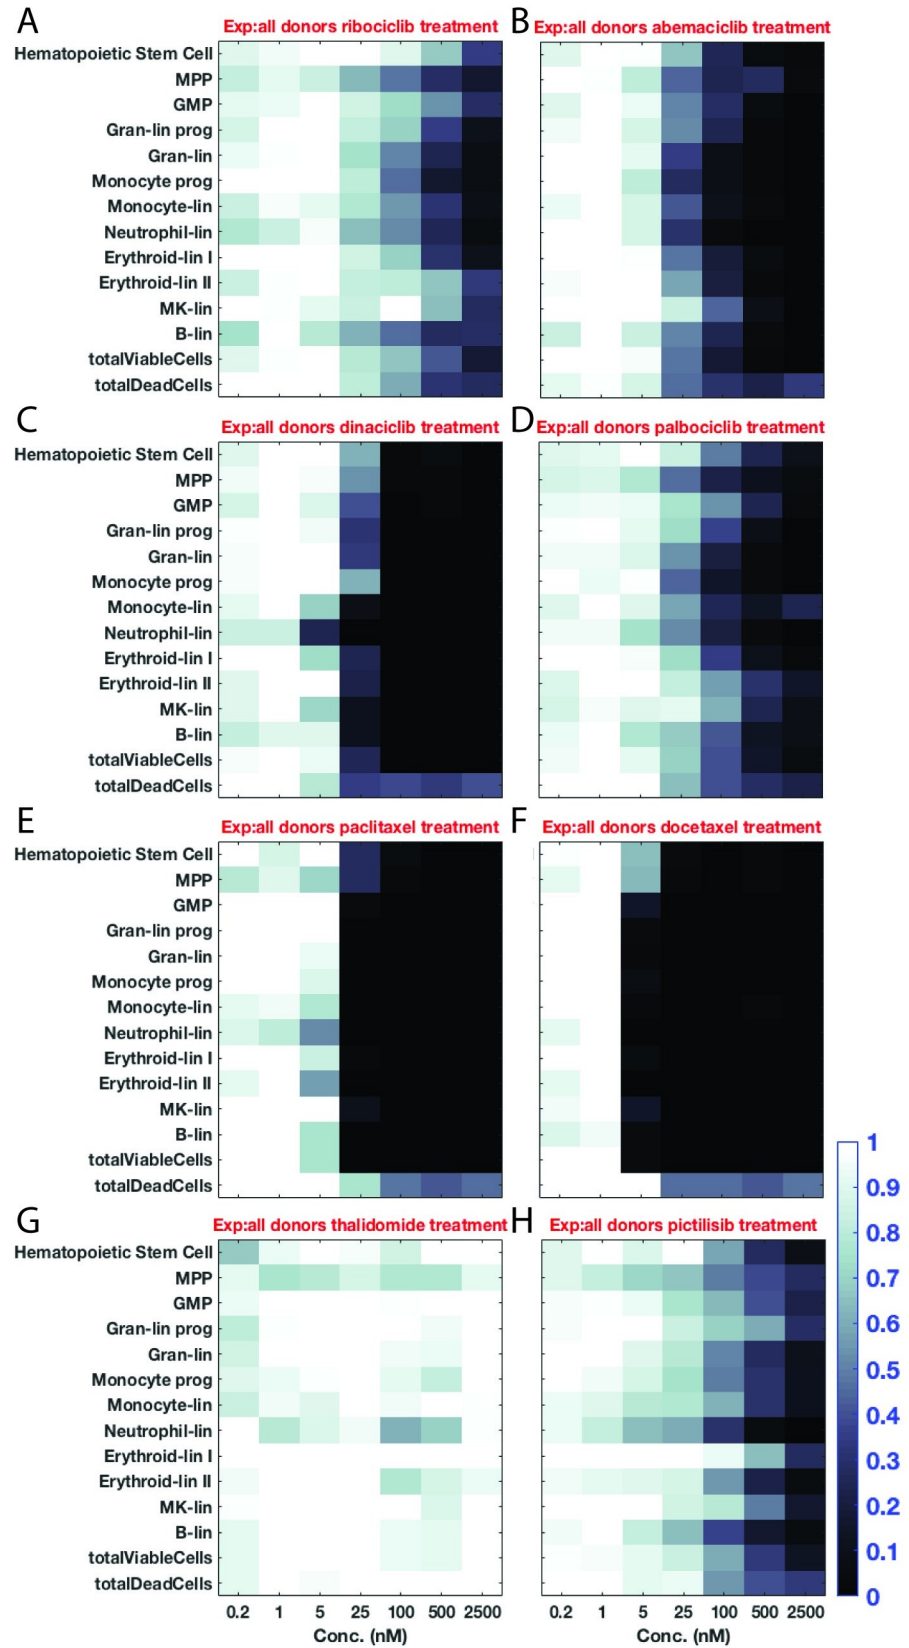 A
Exp:all donors ribociclib treatment
B
Exp:all donors abemaciclib treatment
Hematopoietic Stem Cell
MPP
GMP
Gran-lin prog
Gran-lin
Monocyte prog
Monocyte-lin
Neutrophil-lin
Erythroid-lin I
Erythroid-lin II
MK-lin
B-lin
totalViableCells
totalDeadCells
C
Exp:all donors dinaciclib treatment
D
Exp:all donors palbociclib treatment
Hematopoietic Stem Cell
MPP
GMP
Gran-lin prog
Gran-lin
Monocyte prog
Monocyte-lin
Neutrophil-lin
Erythroid-lin I
Erythroid-lin II
MK-lin
B-lin
totalViableCells
totalDeadCells
E
Exp:all donors paclitaxel treatment
F
Exp:all donors docetaxel treatment
Hematopoietic Stem Cell
MPP
GMP
Gran-lin prog
Gran-lin
Monocyte prog
Monocyte-lin
Neutrophil-lin
Erythroid-lin I
Erythroid-lin II
MK-lin
B-lin
totalViableCells
totalDeadCells
G
Exp:all donors thalidomide treatment
H
Exp:all donors pictilisib treatment
Hematopoietic Stem Cell
MPP
GMP
Gran-lin prog
Gran-lin
Monocyte prog
Monocyte-lin
Neutrophil-lin
Erythroid-lin I
Erythroid-lin II
MK-lin
B-lin
totalViableCells
totalDeadCells
0.2 1 5 25 100 500 2500
Conc. (nM)
0.2 1 5 25 100 500 2500
Conc. (nM)
1
0.9
0.8
0.7
0.6
0.5
0.4
0.3
0.2
0.1
0